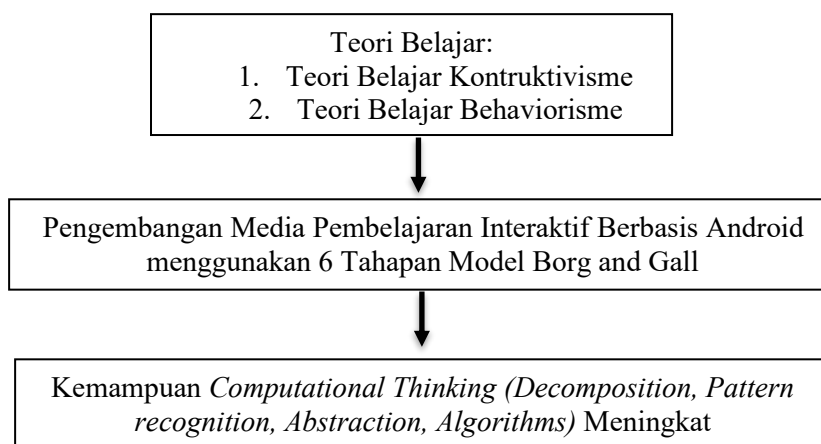 Teori Belajar:
1. Teori Belajar Kontruktivisme
2. Teori Belajar Behaviorisme
Pengembangan Media Pembelajaran Interaktif Berbasis Android
menggunakan 6 Tahapan Model Borg and Gall
Kemampuan Computational Thinking (Decomposition, Pattern
recognition, Abstraction, Algorithms) Meningkat